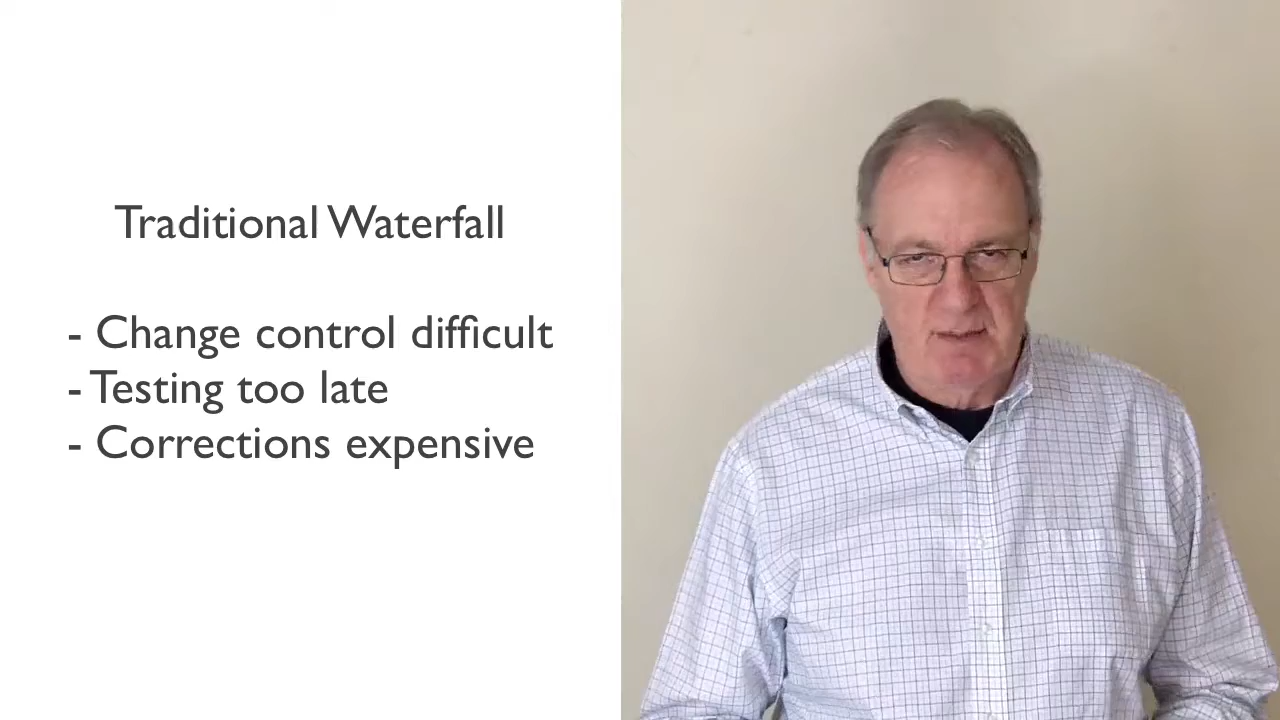 Traditional Waterfall
- Change control difficult
- Testing too late
- Corrections expensive